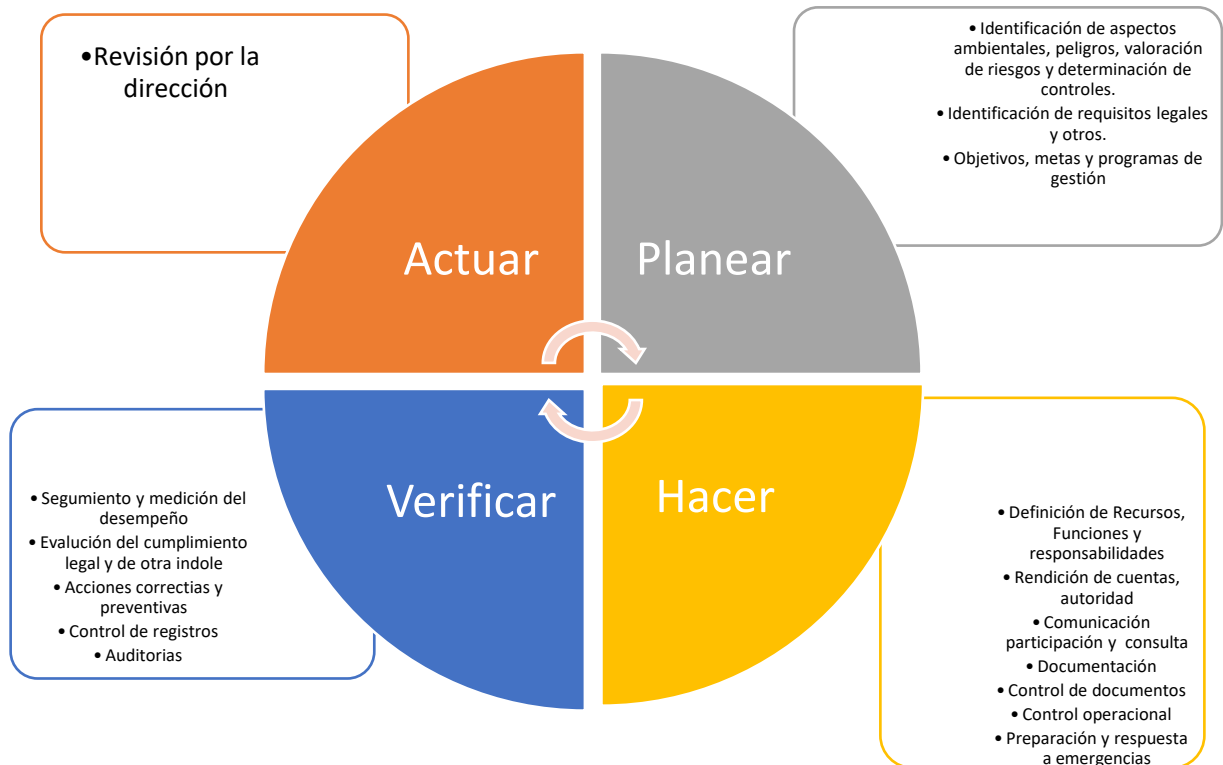 •Revisión por la
dirección
• Identificación de aspectos
ambientales, peligros, valoración
de riesgos y determinación de
controles.
• Identificación de requisitos legales
y otros.
• Objetivos, metas y programas de
gestión
Actuar
Planear
Verificar
Hacer
• Segumiento y medición del
desempeño
• Evalución del cumplimiento
legal y de otra indole
• Acciones correctias y
preventivas
• Control de registros
• Auditorias
• Definición de Recursos,
Funciones y
responsabilidades
• Rendición de cuentas,
autoridad
• Comunicación
participación y consulta
• Documentación
• Control de documentos
• Control operacional
• Preparación y respuesta
a emergencias